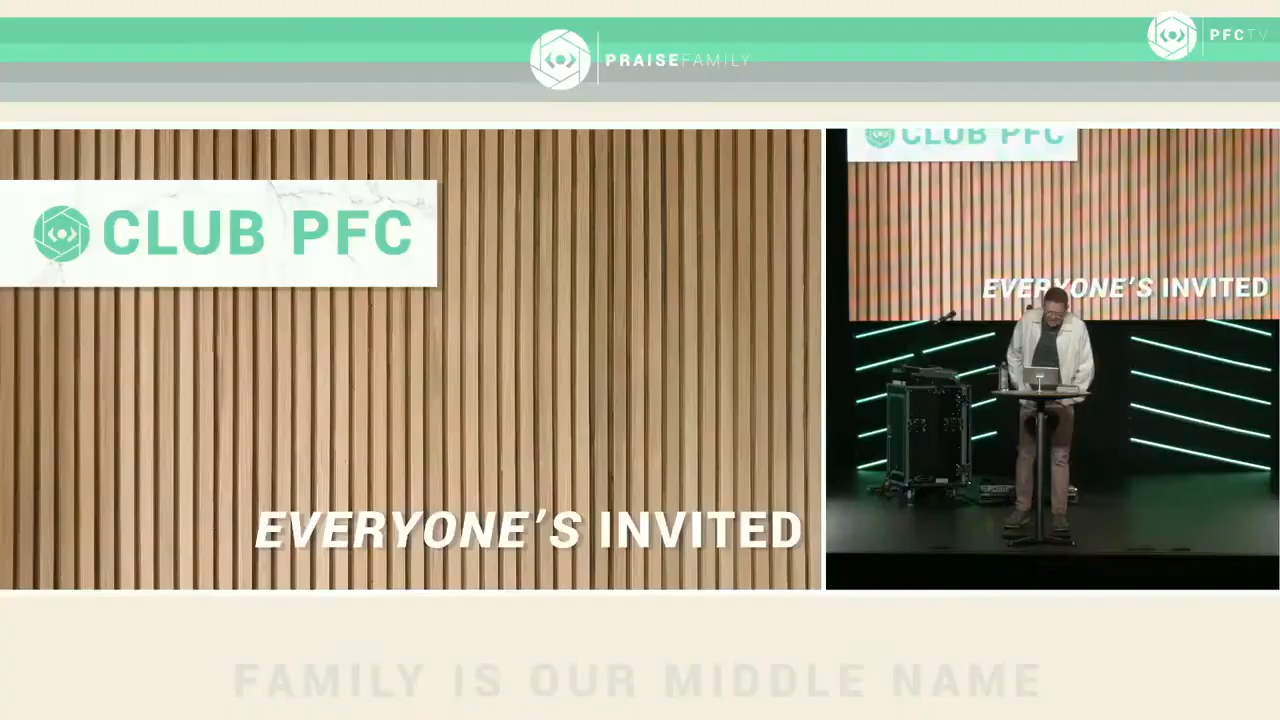 PRAISEFAMILY
PFCTV
CLUB PFC
EVERYONE'S INVITED
CLUB PFC
EVERYONE'S INVITED
FAMILY IS OUR MIDDLE NAME